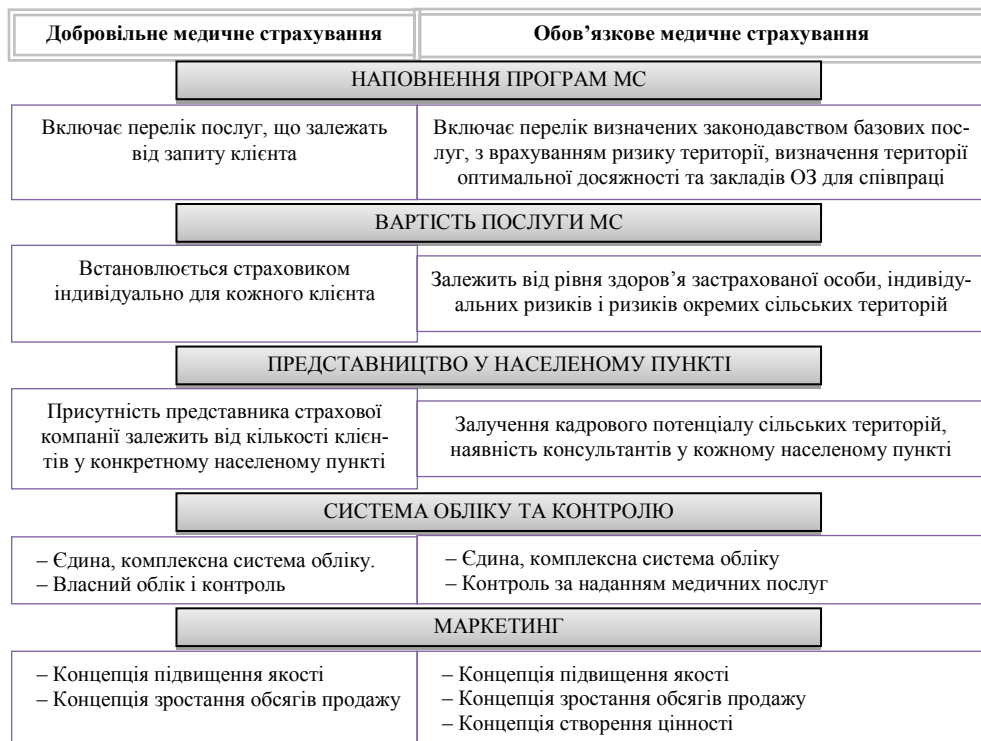 Добровільне медичне страхування
Обов’язкове медичне страхування
НАПОВНЕННЯ ПРОГРАМ МС
Включає перелік послуг, що залежать
від запиту клієнта
Включає перелік визначених законодавством базових пос-
луг, з врахуванням ризику території, визначення території
оптимальної досяжності та закладів ОЗ для співпраці
ВАРТІСТЬ ПОСЛУГИ МС
Встановлюється страховиком
індивідуально для кожного клієнта
Залежить від рівня здоров’я застрахованої особи, індивіду-
альних ризиків і ризиків окремих сільських територій
ПРЕДСТАВНИЦТВО У НАСЕЛЕНОМУ ПУНКТІ
Присутність представника страхової
компанії залежить від кількості клієн-
тів у конкретному населеному пункті
Залучення кадрового потенціалу сільських територій,
наявність консультантів у кожному населеному пункті
СИСТЕМА ОБЛІКУ ТА КОНТРОЛЮ
– Єдина, комплексна система обліку.
– Власний облік і контроль
– Єдина, комплексна система обліку
– Контроль за наданням медичних послуг
МАРКЕТИНГ
– Концепція підвищення якості
– Концепція зростання обсягів продажу
– Концепція підвищення якості
– Концепція зростання обсягів продажу
– Концепція створення цінності